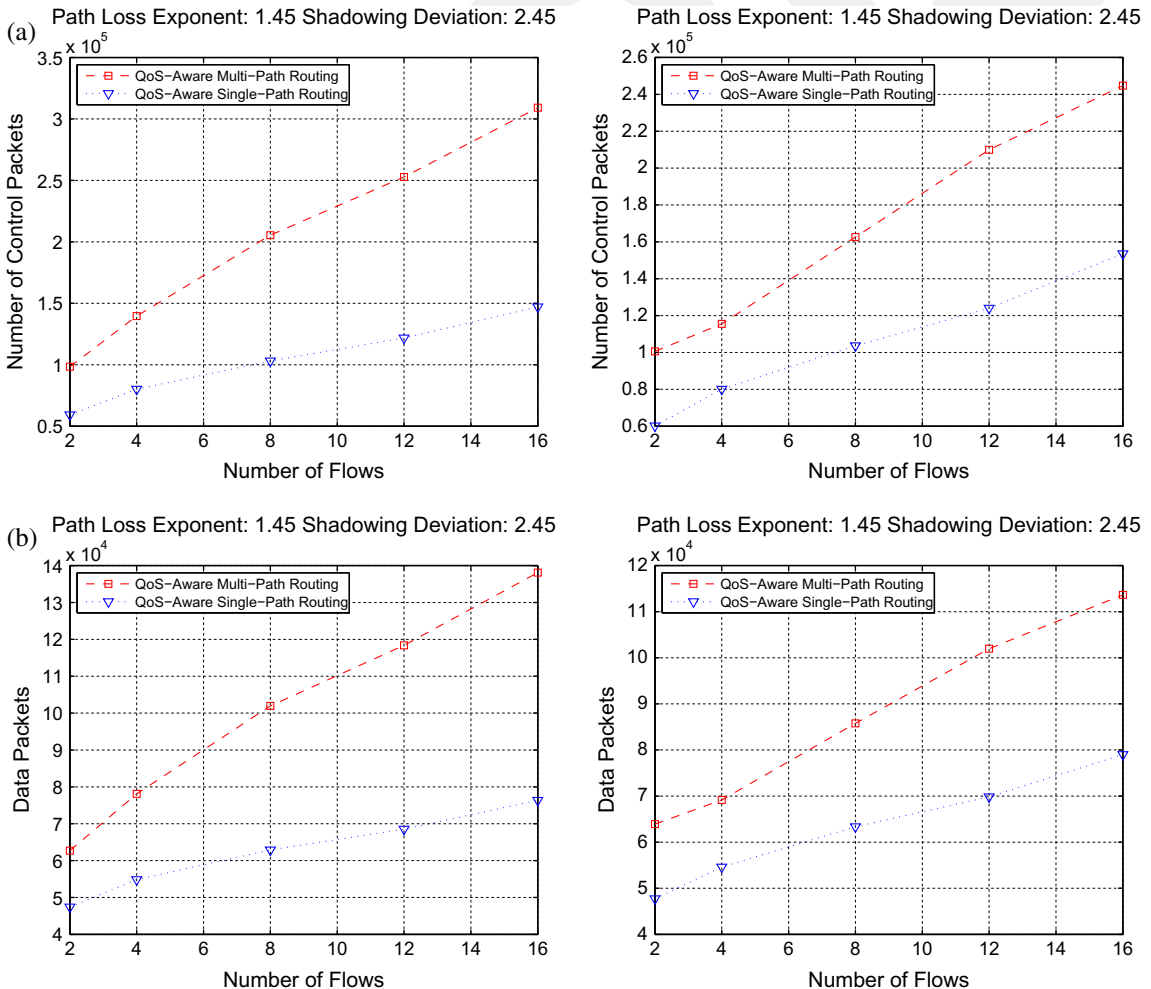 Path Loss Exponent: 1.45 Shadowing Deviation: 2.45
(a)
x 10^5
3.5
3
2.5
2
1.5
1
0.5
QoS−Aware Multi−Path Routing
QoS−Aware Single−Path Routing
Number of Control Packets
2 4 6 8 10 12 14 16
Number of Flows
Path Loss Exponent: 1.45 Shadowing Deviation: 2.45
x 10^5
2.6
2.4
2.2
2
1.8
1.6
1.4
1.2
1
0.8
0.6
QoS−Aware Multi−Path Routing
QoS−Aware Single−Path Routing
Number of Control Packets
2 4 6 8 10 12 14 16
Number of Flows
Path Loss Exponent: 1.45 Shadowing Deviation: 2.45
(b)
x 10^4
14
13
12
11
10
9
8
7
6
5
4
QoS−Aware Multi−Path Routing
QoS−Aware Single−Path Routing
Data Packets
2 4 6 8 10 12 14 16
Number of Flows
Path Loss Exponent: 1.45 Shadowing Deviation: 2.45
x 10^4
12
11
10
9
8
7
6
5
4
QoS−Aware Multi−Path Routing
QoS−Aware Single−Path Routing
Data Packets
2 4 6 8 10 12 14 16
Number of Flows